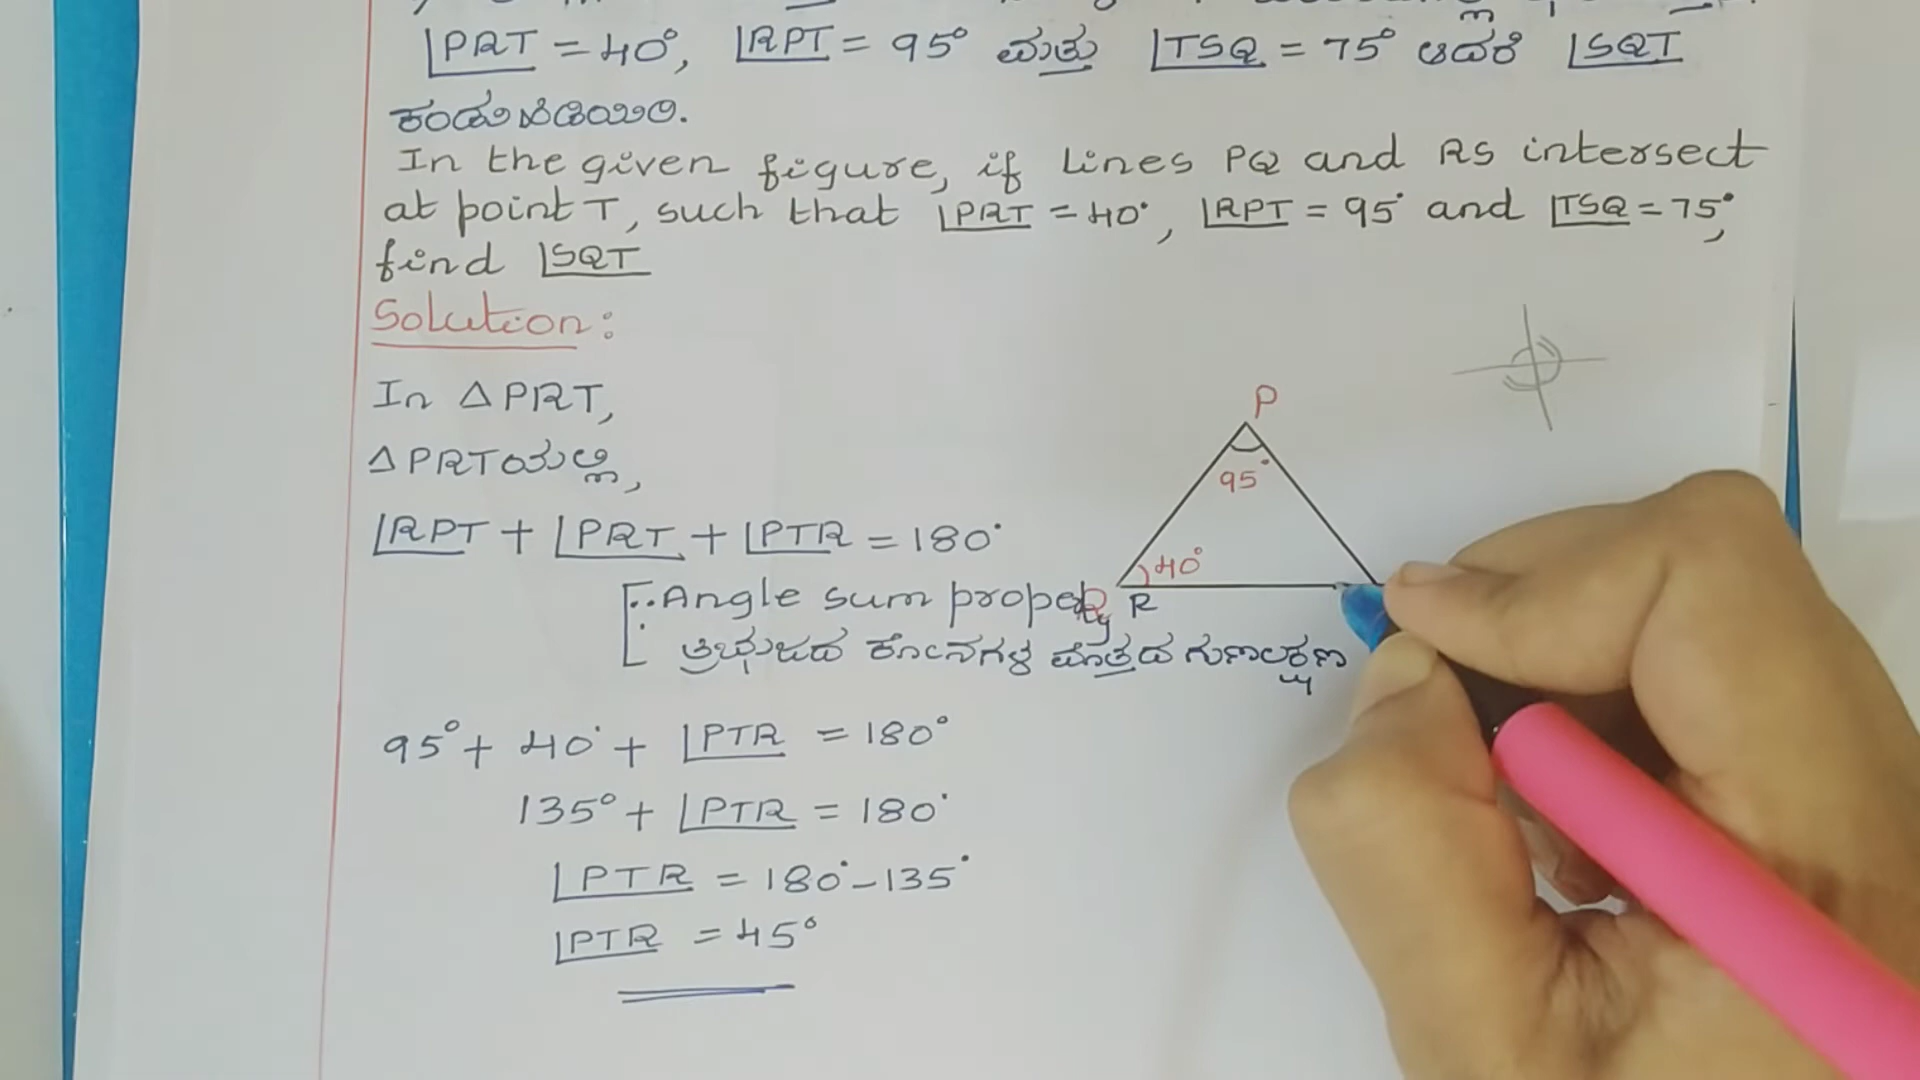 ∠PRT = 40°, ∠RPT = 95° ಮತ್ತು ∠TSQ = 75° ಆದರೆ ∠SQT
ಕಂಡುಹಿಡಿಯಿರಿ.
In the given figure, if lines PQ and RS intersect
at point T, such that ∠PRT = 40°, ∠RPT = 95° and ∠TSQ = 75°,
find ∠SQT
Solution:
In ΔPRT,
ΔPRTಯಲ್ಲಿ,
∠RPT + ∠PRT + ∠PTR = 180°
[∵ Angle sum property
ತ್ರಿಭುಜದ ಕೋನಗಳ ಮೊತ್ತದ ಗುಣಲಕ್ಷಣ
95° + 40° + ∠PTR = 180°
135° + ∠PTR = 180°
∠PTR = 180° - 135°
∠PTR = 45°
P
95°
40°
R